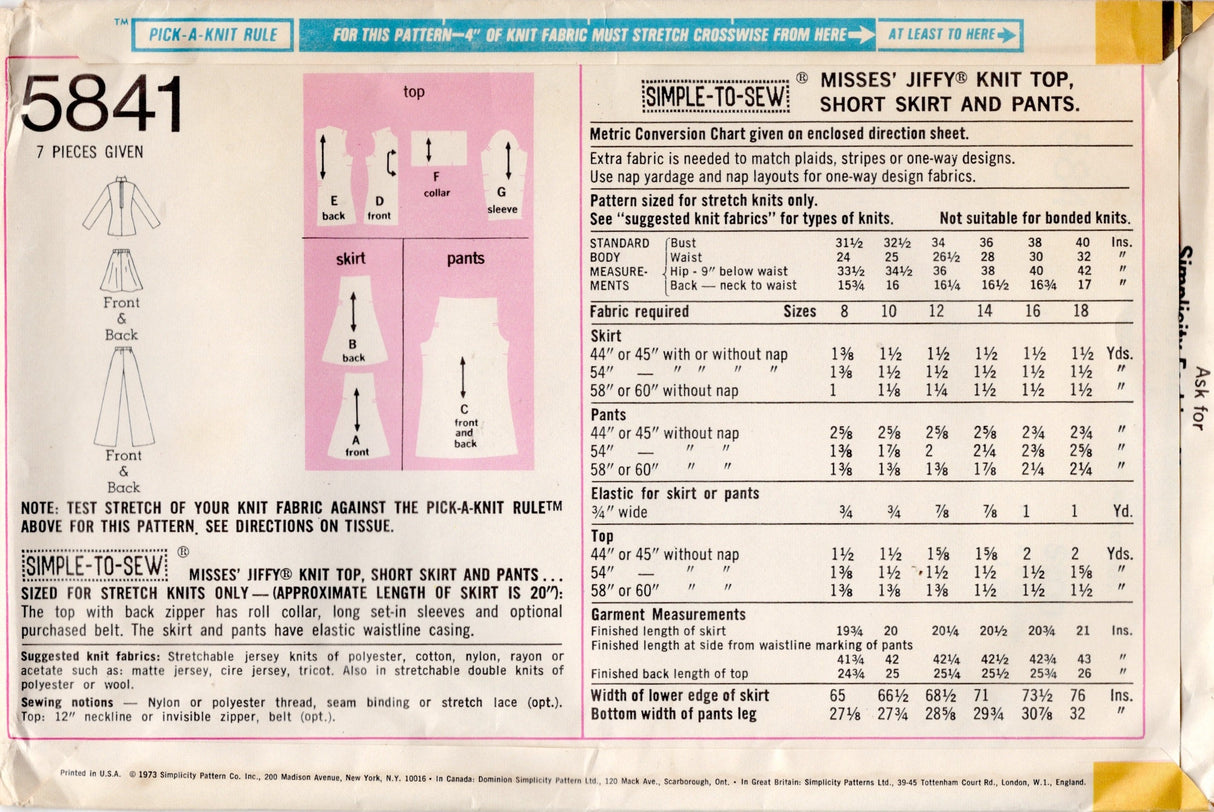 ™ PICK-A-KNIT RULE FOR THIS PATTERN—4" OF KNIT FABRIC MUST STRETCH CROSSWISE FROM HERE→ AT LEAST TO HERE→
5841
7 PIECES GIVEN
Front
&
Back
Front
&
Back
top
E
back
D
front
F
collar
G
sleeve
skirt
B
back
A
front
pants
C
front
and
back
NOTE: TEST STRETCH OF YOUR KNIT FABRIC AGAINST THE PICK-A-KNIT RULE™
ABOVE FOR THIS PATTERN. SEE DIRECTIONS ON TISSUE.
SIMPLE-TO-SEW® MISSES' JIFFY® KNIT TOP, SHORT SKIRT AND PANTS...
SIZED FOR STRETCH KNITS ONLY—(APPROXIMATE LENGTH OF SKIRT IS 20"):
The top with back zipper has roll collar, long set-in sleeves and optional
purchased belt. The skirt and pants have elastic waistline casing.
Suggested knit fabrics: Stretchable jersey knits of polyester, cotton, nylon, rayon or
acetate such as: matte jersey, cire jersey, tricot. Also in stretchable double knits of
polyester or wool.
Sewing notions — Nylon or polyester thread, seam binding or stretch lace (opt.).
Top: 12" neckline or invisible zipper, belt (opt.).
SIMPLE-TO-SEW® MISSES' JIFFY® KNIT TOP,
SHORT SKIRT AND PANTS.
Metric Conversion Chart given on enclosed direction sheet.
Extra fabric is needed to match plaids, stripes or one-way designs.
Use nap yardage and nap layouts for one-way design fabrics.
Pattern sized for stretch knits only.
See "suggested knit fabrics" for types of knits. Not suitable for bonded knits.
STANDARD Bust 31½ 32½ 34 36 38 40 Ins.
BODY Waist 24 25 26½ 28 30 32 "
MEASURE- Hip - 9" below waist 33½ 34½ 36 38 40 42 "
MENTS Back — neck to waist 15¾ 16 16¼ 16½ 16¾ 17 "
Fabric required Sizes 8 10 12 14 16 18
Skirt
44" or 45" with or without nap 1⅜ 1½ 1½ 1½ 1½ 1½ Yds.
54" — " " " " 1⅜ 1½ 1½ 1½ 1½ 1½ "
58" or 60" without nap 1 1⅛ 1¼ 1½ 1½ 1½ "
Pants
44" or 45" without nap 2⅝ 2⅝ 2⅝ 2⅝ 2¾ 2¾ "
54" — " " 1⅜ 1⅞ 2 2¼ 2⅜ 2⅝ "
58" or 60" " " 1⅜ 1⅜ 1⅜ 1⅞ 2¼ 2¼ "
Elastic for skirt or pants
¾" wide ¾ ¾ ⅞ ⅞ 1 1 Yd.
Top
44" or 45" without nap 1½ 1½ 1⅝ 1⅝ 2 2 Yds.
54" — " " 1⅜ 1½ 1½ 1½ 1½ 1⅝ "
58" or 60" " " 1⅜ 1⅜ 1⅜ 1½ 1½ 1½ "
Garment Measurements
Finished length of skirt 19¾ 20 20¼ 20½ 20¾ 21 Ins.
Finished length at side from waistline marking of pants
41¾ 42 42¼ 42½ 42¾ 43 "
Finished back length of top 24¾ 25 25¼ 25½ 25¾ 26 "
Width of lower edge of skirt 65 66½ 68½ 71 73½ 76 Ins.
Bottom width of pants leg 27⅛ 27¾ 28⅝ 29¾ 30⅞ 32 "
Ask for
Simplicity
Printed in U.S.A. © 1973 Simplicity Pattern Co. Inc., 200 Madison Avenue, New York, N.Y. 10016 • In Canada: Dominion Simplicity Pattern Ltd., 120 Mack Ave., Scarborough, Ont. • In Great Britain: Simplicity Patterns Ltd., 39-45 Tottenham Court Rd., London, W.1., England.